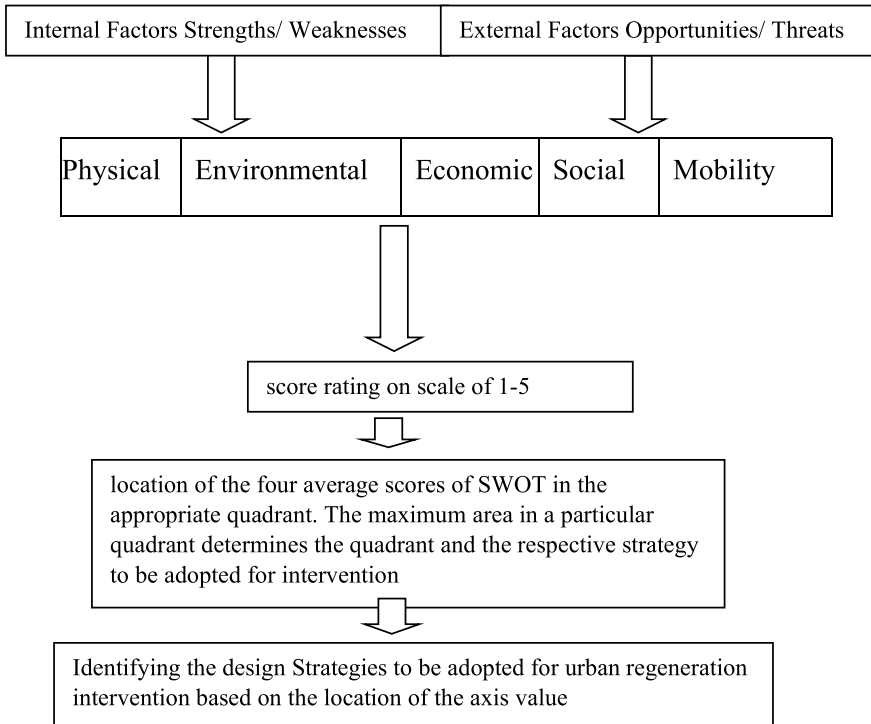 Internal Factors Strengths/ Weaknesses
External Factors Opportunities/ Threats
Physical
Environmental
Economic
Social
Mobility
score rating on scale of 1-5
location of the four average scores of SWOT in the
appropriate quadrant. The maximum area in a particular
quadrant determines the quadrant and the respective strategy
to be adopted for intervention
Identifying the design Strategies to be adopted for urban regeneration
intervention based on the location of the axis value